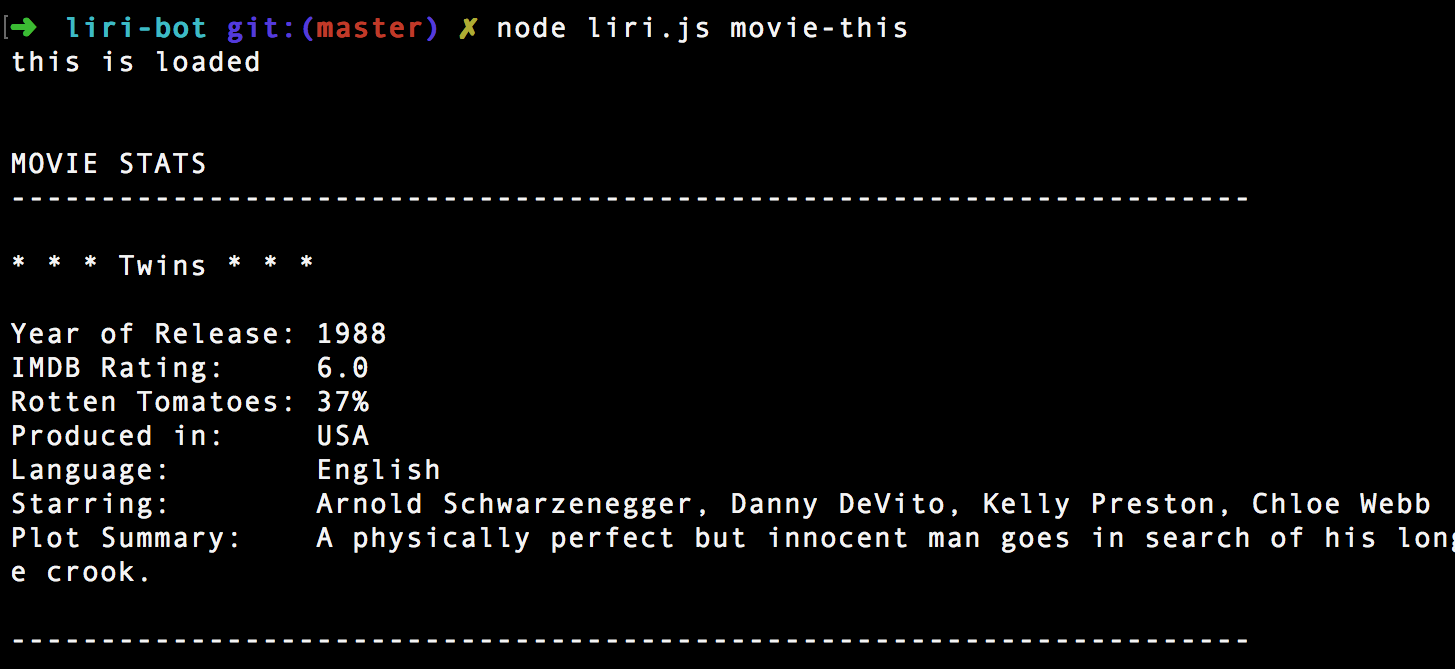 ➜ liri-bot git:(master) ✗ node liri.js movie-this
this is loaded
MOVIE STATS
---------------------------------------------------------------------
* * * Twins * * *
Year of Release: 1988
IMDB Rating: 6.0
Rotten Tomatoes: 37%
Produced in: USA
Language: English
Starring: Arnold Schwarzenegger, Danny DeVito, Kelly Preston, Chloe Webb
Plot Summary: A physically perfect but innocent man goes in search of his
e crook.
---------------------------------------------------------------------